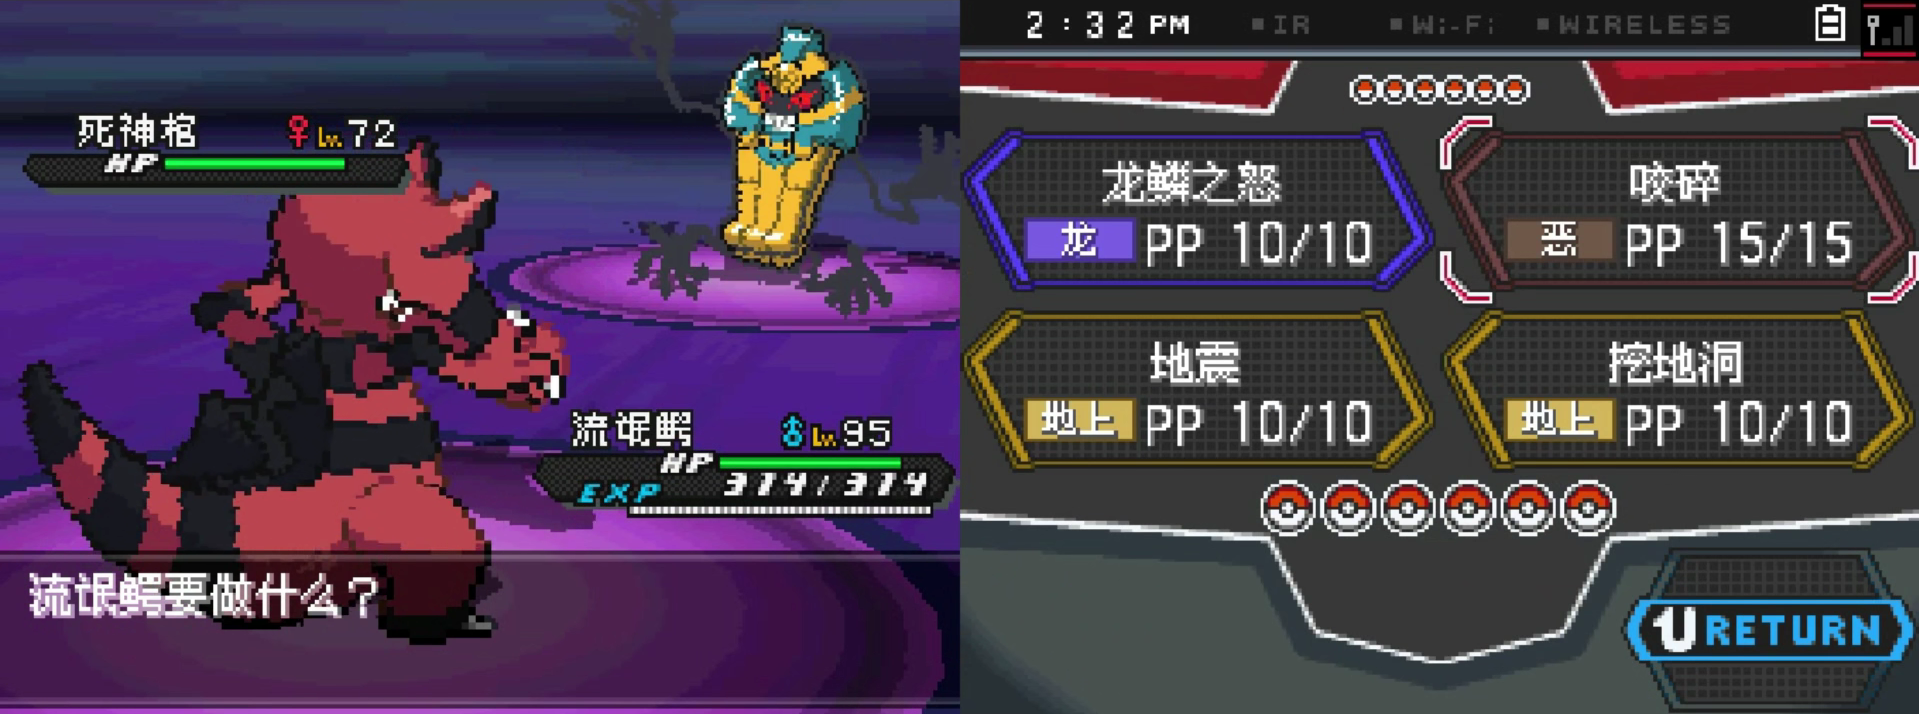 死神棺 ♀ Lv.72
HP
流氓鳄 ♂ Lv.95
HP
314/314
EXP
流氓鳄要做什么？
2:32 PM IR Wi-Fi WIRELESS
龙鳞之怒
龙 PP 10/10
咬碎
恶 PP 15/15
地震
地上 PP 10/10
挖地洞
地上 PP 10/10
RETURN